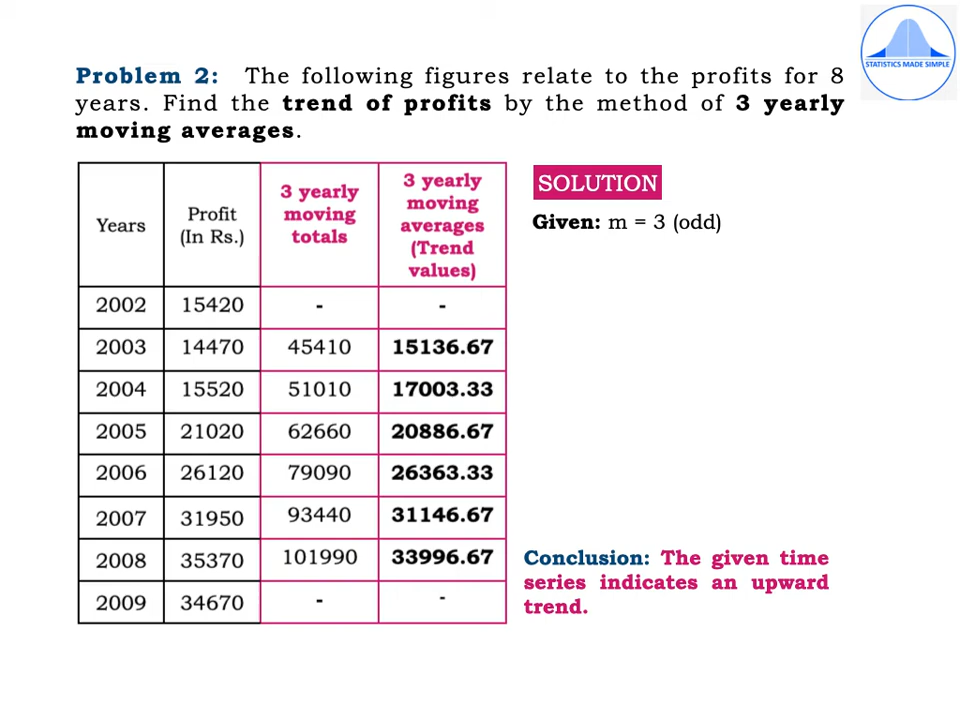 STATISTICS MADE SIMPLE
Problem 2: The following figures relate to the profits for 8
years. Find the trend of profits by the method of 3 yearly
moving averages.
Years
Profit
(In Rs.)
3 yearly
moving
totals
3 yearly
moving
averages
(Trend
values)
2002 15420 - -
2003 14470 45410 15136.67
2004 15520 51010 17003.33
2005 21020 62660 20886.67
2006 26120 79090 26363.33
2007 31950 93440 31146.67
2008 35370 101990 33996.67
2009 34670 - -
SOLUTION
Given: m = 3 (odd)
Conclusion: The given time
series indicates an upward
trend.